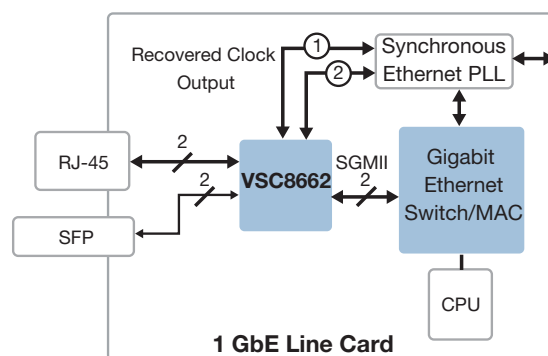 Recovered Clock
Output
1
2
Synchronous
Ethernet PLL
RJ-45
2
SFP
2
VSC8662
SGMII
2
Gigabit
Ethernet
Switch/MAC
CPU
1 GbE Line Card